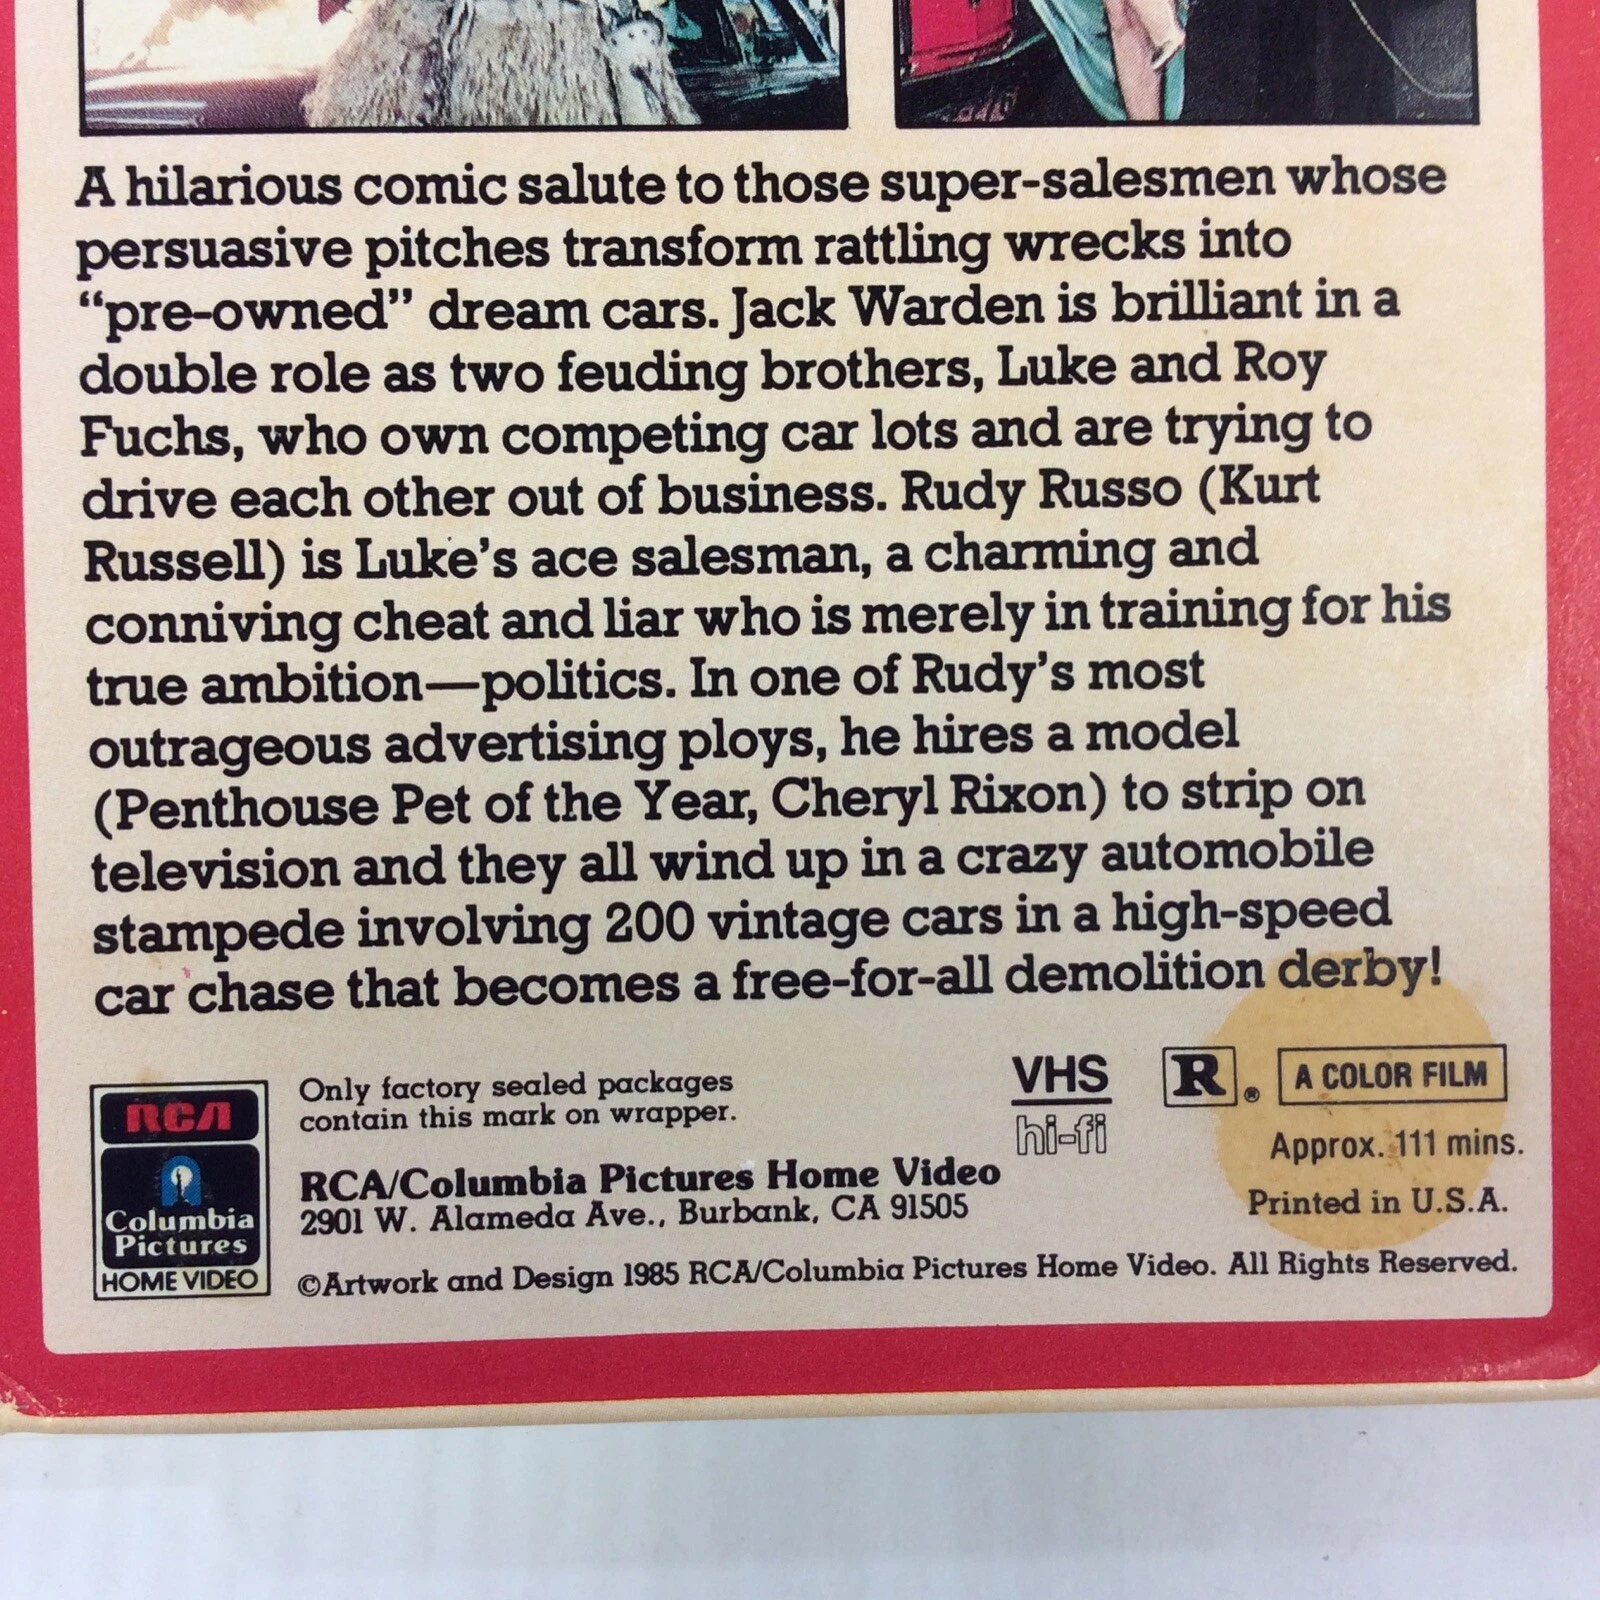 A hilarious comic salute to those super-salesmen whose
persuasive pitches transform rattling wrecks into
“pre-owned” dream cars. Jack Warden is brilliant in a
double role as two feuding brothers, Luke and Roy
Fuchs, who own competing car lots and are trying to
drive each other out of business. Rudy Russo (Kurt
Russell) is Luke’s ace salesman, a charming and
conniving cheat and liar who is merely in training for his
true ambition—politics. In one of Rudy’s most
outrageous advertising ploys, he hires a model
(Penthouse Pet of the Year, Cheryl Rixon) to strip on
television and they all wind up in a crazy automobile
stampede involving 200 vintage cars in a high-speed
car chase that becomes a free-for-all demolition derby!
RCA
Columbia
Pictures
HOME VIDEO
Only factory sealed packages
contain this mark on wrapper.
RCA/Columbia Pictures Home Video
2901 W. Alameda Ave., Burbank, CA 91505
VHS
hi-fi
R®
A COLOR FILM
Approx. 111 mins.
Printed in U.S.A.
©Artwork and Design 1985 RCA/Columbia Pictures Home Video. All Rights Reserved.